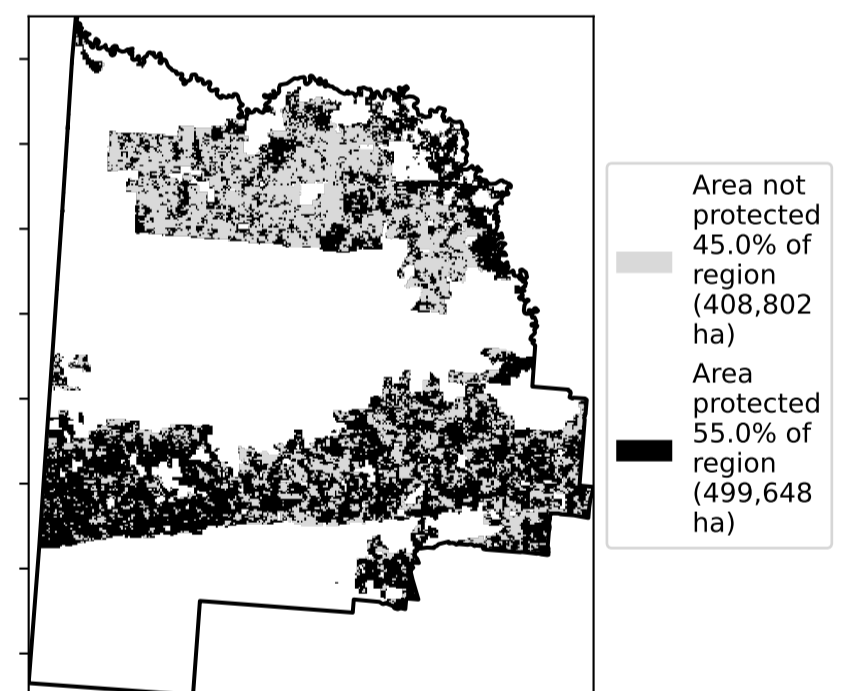 Area not
protected
45.0% of
region
(408,802
ha)
Area
protected
55.0% of
region
(499,648
ha)